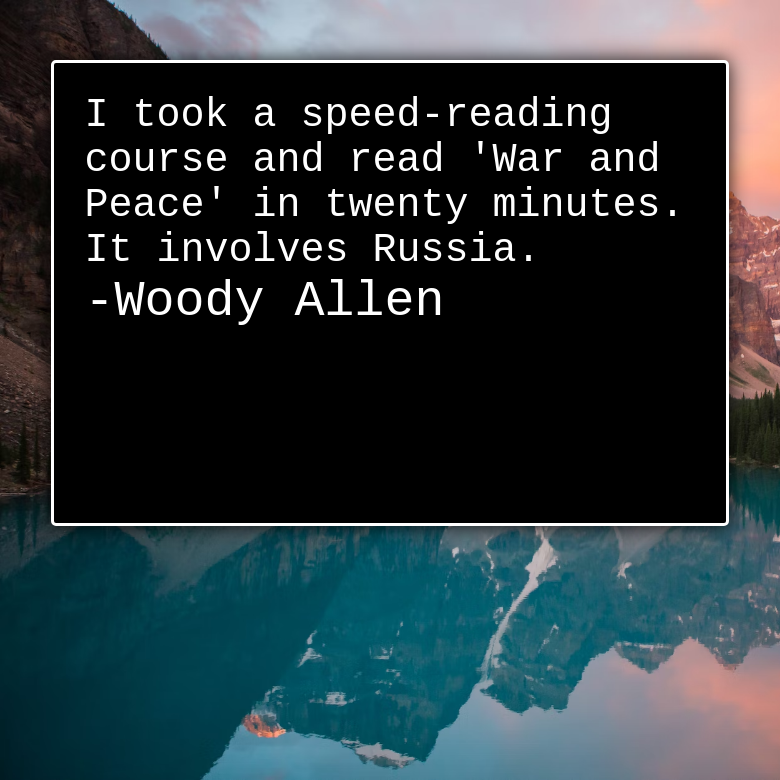 I took a speed-reading
course and read 'War and
Peace' in twenty minutes.
It involves Russia.
-Woody Allen